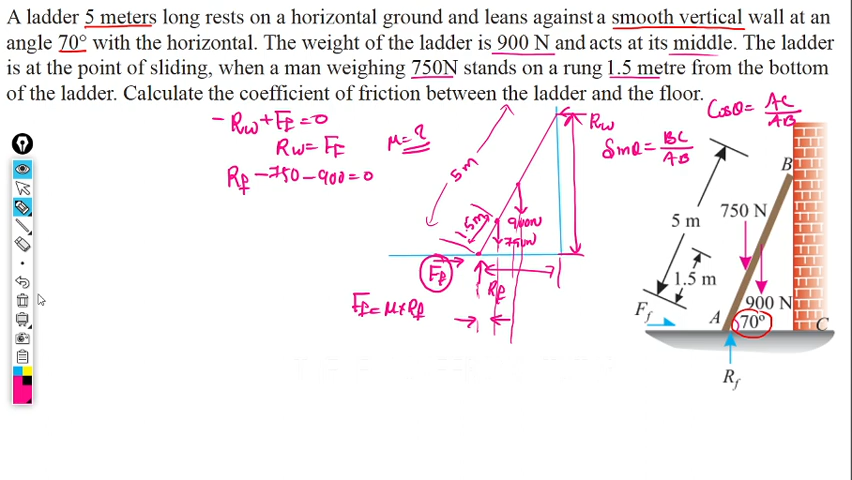 A ladder 5 meters long rests on a horizontal ground and leans against a smooth vertical wall at an
angle 70° with the horizontal. The weight of the ladder is 900 N and acts at its middle. The ladder
is at the point of sliding, when a man weighing 750N stands on a rung 1.5 metre from the bottom
of the ladder. Calculate the coefficient of friction between the ladder and the floor.
- Rw + Ff = 0
Rw = Ff
Rf - 750 - 900 = 0
μ = ?
5 m
1.5m
900N
750N
Rw
Ff
Rf
Ff = μ x Rf
Cosθ = AC/AB
Sinθ = BC/AB
B
5 m
750 N
1.5 m
900 N
Ff
A
70°
C
Rf